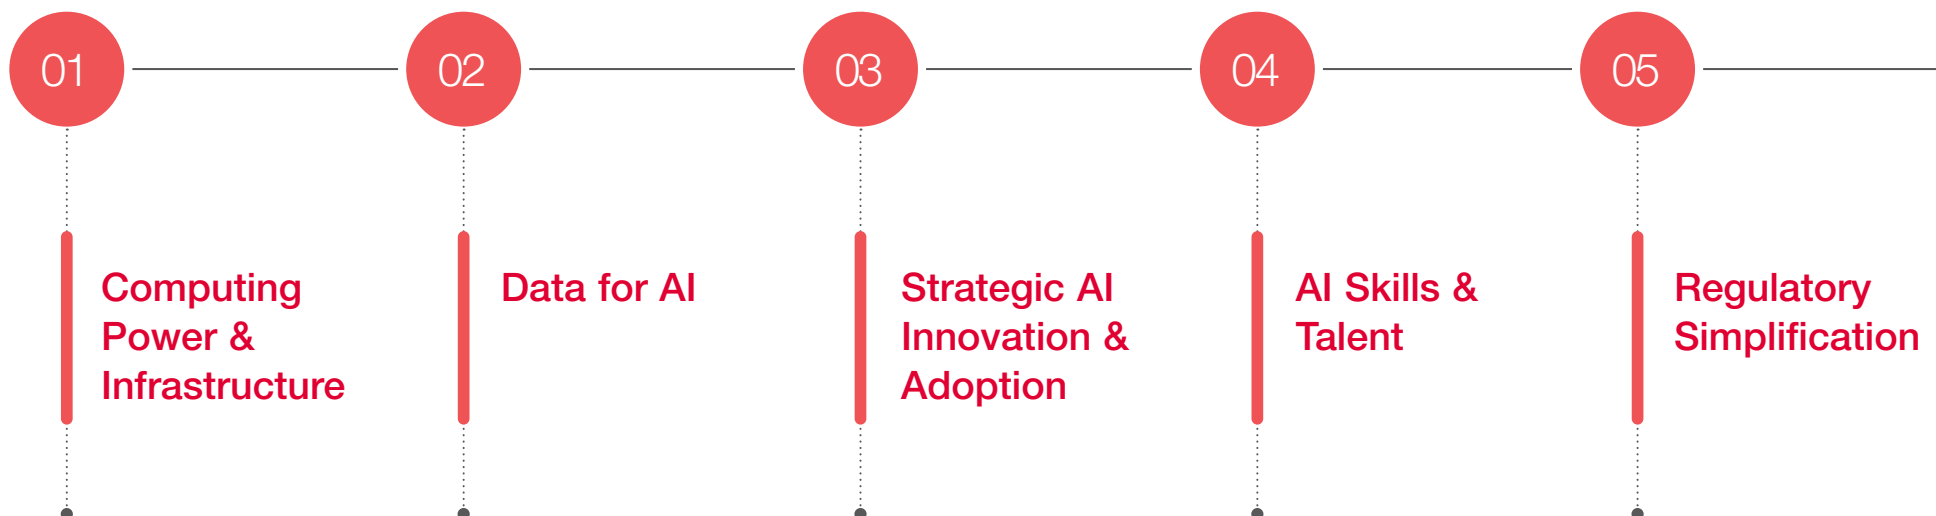 01
02
03
04
05
Computing
Power &
Infrastructure
Data for AI
Strategic AI
Innovation &
Adoption
AI Skills &
Talent
Regulatory
Simplification